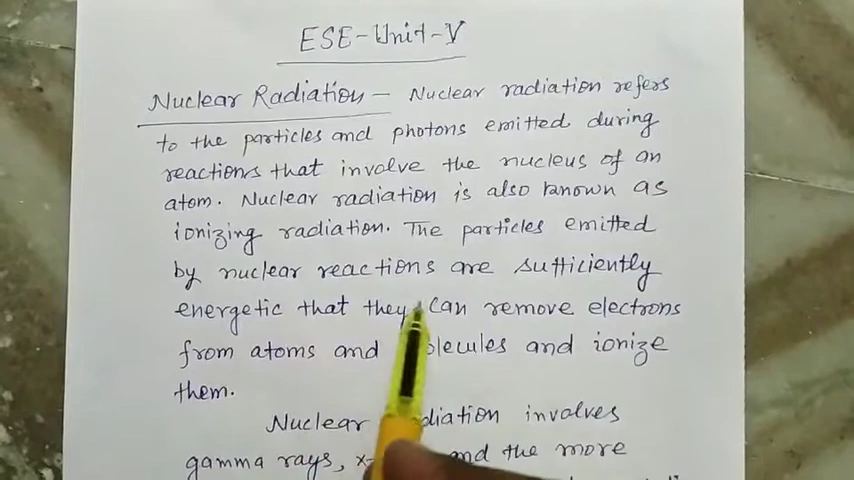 ESE-Unit-V
Nuclear Radiation - Nuclear radiation refers
to the particles and photons emitted during
reactions that involve the nucleus of an
atom. Nuclear radiation is also known as
ionizing radiation. The particles emitted
by nuclear reactions are sufficiently
energetic that they can remove electrons
from atoms and molecules and ionize
them.
Nuclear radiation involves
gamma rays, and the more